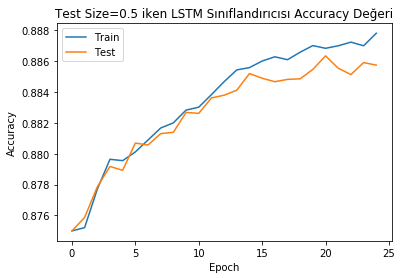 Test Size=0.5 iken LSTM Sınıflandırıcısı Accuracy Değeri
Train
Test
Accuracy
0.888
0.886
0.884
0.882
0.880
0.878
0.876
0
5
10
15
20
25
Epoch